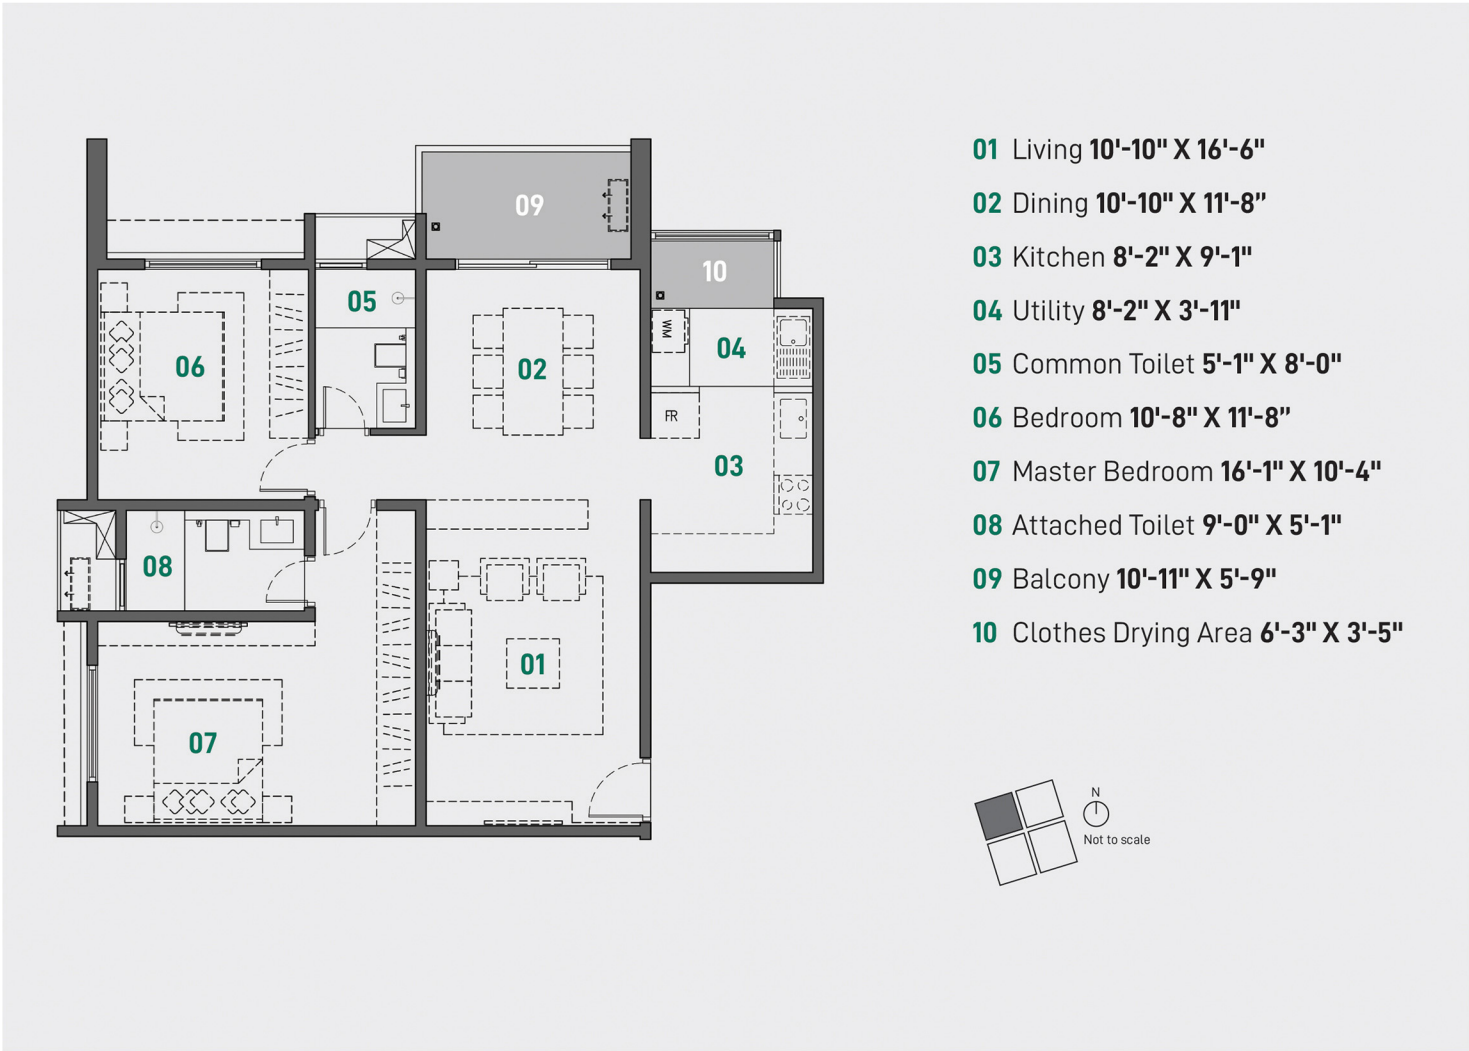 09
10
05
06
02
WM
04
FR
03
08
01
07
01 Living 10'-10" X 16'-6"
02 Dining 10'-10" X 11'-8”
03 Kitchen 8'-2" X 9'-1"
04 Utility 8'-2" X 3'-11"
05 Common Toilet 5'-1" X 8'-0"
06 Bedroom 10'-8" X 11'-8”
07 Master Bedroom 16'-1" X 10'-4"
08 Attached Toilet 9'-0" X 5'-1"
09 Balcony 10'-11" X 5'-9"
10 Clothes Drying Area 6'-3" X 3'-5"
N
Not to scale